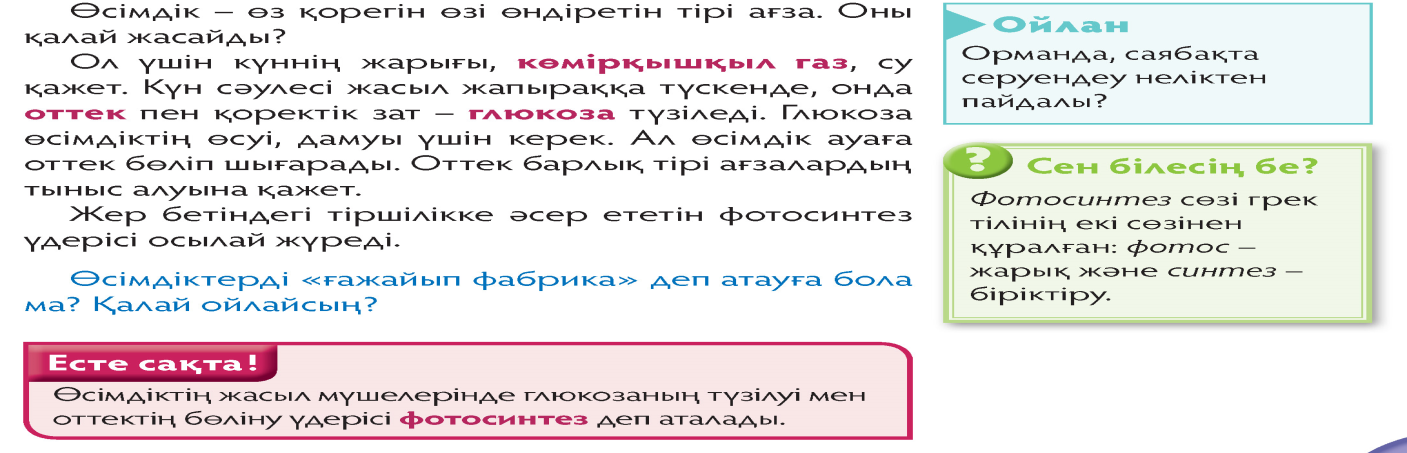 Өсімдік – өз қорегін өзі өндіретін тірі ағза. Оны
қалай жасайды?
Ол үшін күннің жарығы, көмірқышқыл газ, су
қажет. Күн сәулесі жасыл жапыраққа түскенде, онда
оттек пен қоректік зат – глюкоза түзіледі. Глюкоза
өсімдіктің өсуі, дамуы үшін керек. Ал өсімдік ауаға
оттек бөліп шығарады. Оттек барлық тірі ағзалардың
тыныс алуына қажет.
Жер бетіндегі тіршілікке әсер ететін фотосинтез
үдерісі осылай жүреді.
Өсімдіктерді «ғажайып фабрика» деп атауға бола
ма? Қалай ойлайсың?
Есте сақта!
Өсімдіктің жасыл мүшелерінде глюкозаның түзілуі мен
оттектің бөліну үдерісі фотосинтез деп аталады.
Ойлан
Орманда, саябақта
серуендеу неліктен
пайдалы?
? Сен білесің бе?
Фотосинтез сөзі грек
тілінің екі сөзінен
құралған: фотос –
жарық және синтез –
біріктіру.